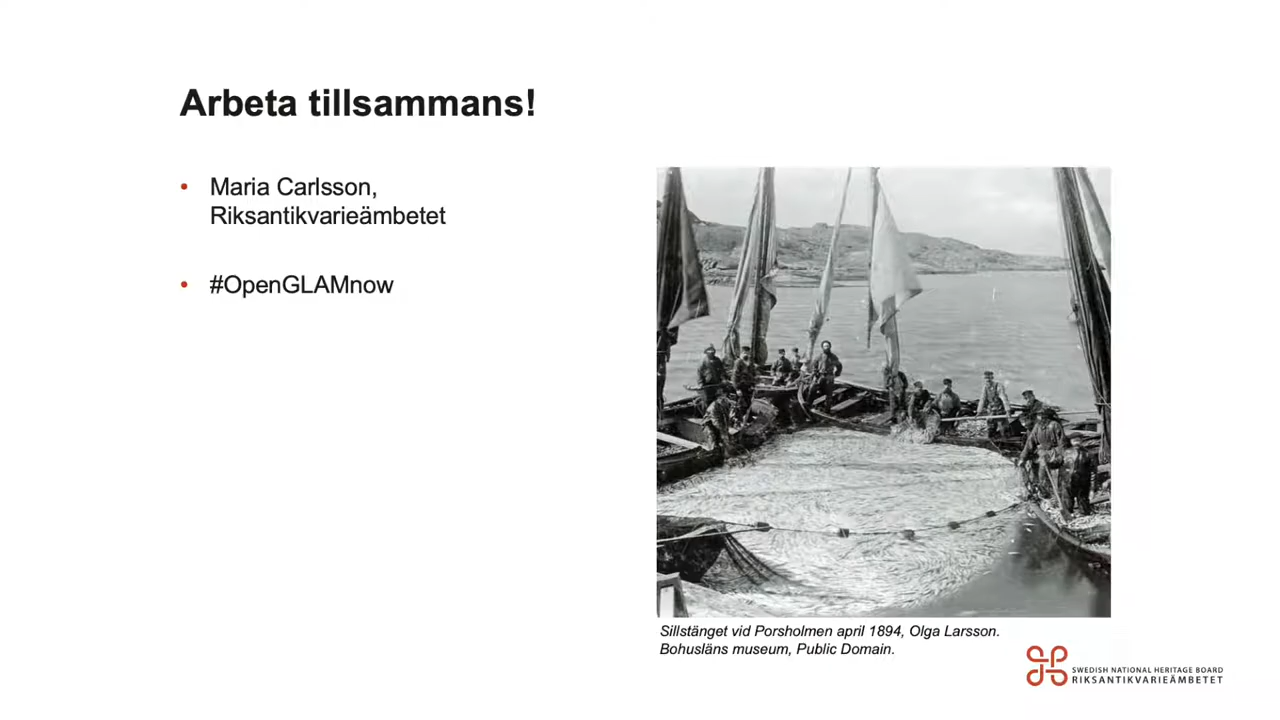 Arbeta tillsammans!
• Maria Carlsson,
Riksantikvarieämbetet
• #OpenGLAMnow
Sillstänget vid Porsholmen april 1894, Olga Larsson.
Bohusläns museum, Public Domain.
SWEDISH NATIONAL HERITAGE BOARD
RIKSANTIKVARIEÄMBETET